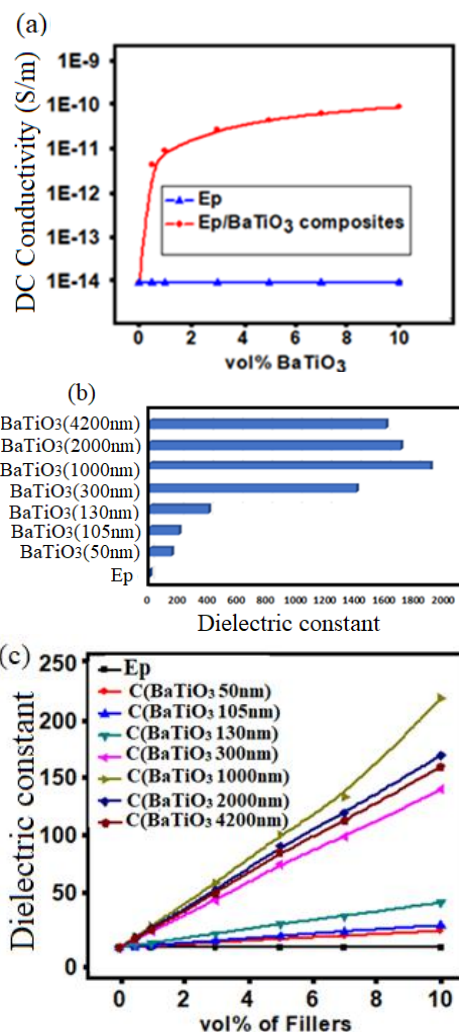 (a)
DC Conductivity (S/m)
1E-9
1E-10
1E-11
1E-12
1E-13
1E-14
Ep
Ep/BaTiO3 composites
0 2 4 6 8 10
vol% BaTiO3
(b)
BaTiO3(4200nm)
BaTiO3(2000nm)
BaTiO3(1000nm)
BaTiO3(300nm)
BaTiO3(130nm)
BaTiO3(105nm)
BaTiO3(50nm)
Ep
0 200 400 600 800 1000 1200 1400 1600 1800 2000
Dielectric constant
(c)
Dielectric constant
250
200
150
100
50
0
Ep
C(BaTiO3 50nm)
C(BaTiO3 105nm)
C(BaTiO3 130nm)
C(BaTiO3 300nm)
C(BaTiO3 1000nm)
C(BaTiO3 2000nm)
C(BaTiO3 4200nm)
0 2 4 6 8 10
vol% of Fillers